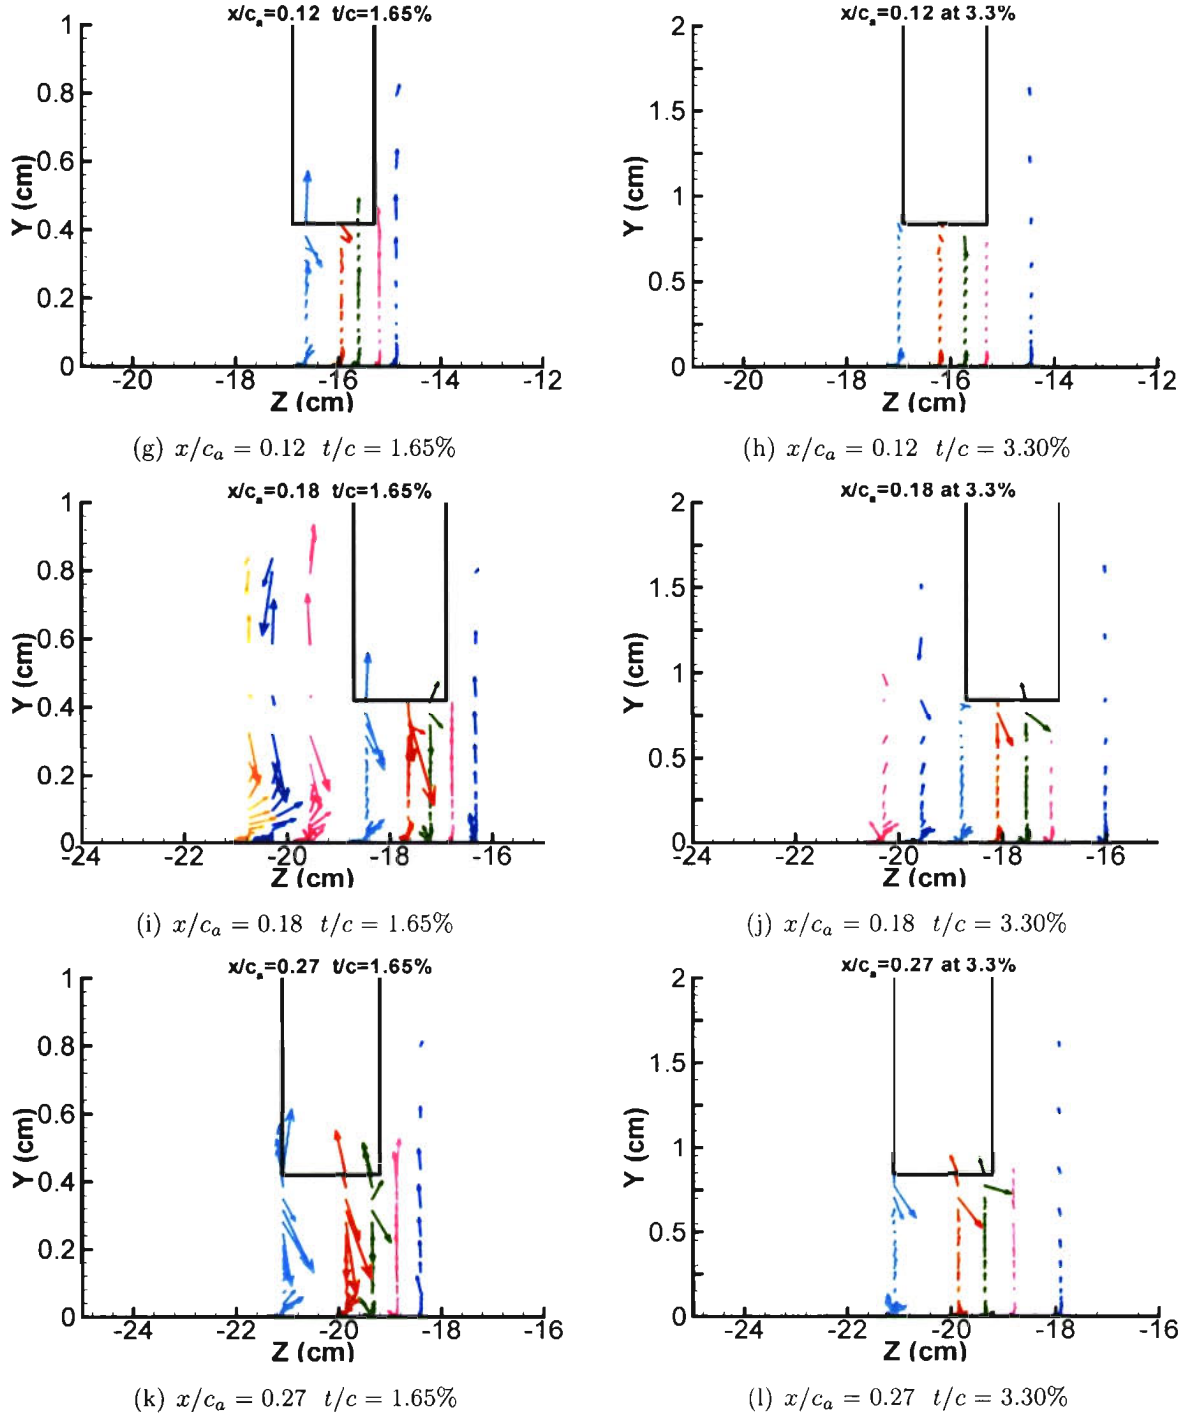 x/cₐ=0.12 t/c=1.65%
1
0.8
0.6
0.4
0.2
0
Y (cm)
-20 -18 -16 -14 -12
Z (cm)
(g) x/cₐ = 0.12 t/c = 1.65%
x/cₐ=0.12 at 3.3%
2
1.5
1
0.5
0
Y (cm)
-20 -18 -16 -14 -12
Z (cm)
(h) x/cₐ = 0.12 t/c = 3.30%
x/cₐ=0.18 t/c=1.65%
1
0.8
0.6
0.4
0.2
0
Y (cm)
-24 -22 -20 -18 -16
Z (cm)
(i) x/cₐ = 0.18 t/c = 1.65%
x/cₐ=0.18 at 3.3%
2
1.5
1
0.5
0
Y (cm)
-24 -22 -20 -18 -16
Z (cm)
(j) x/cₐ = 0.18 t/c = 3.30%
x/cₐ=0.27 t/c=1.65%
1
0.8
0.6
0.4
0.2
0
Y (cm)
-24 -22 -20 -18 -16
Z (cm)
(k) x/cₐ = 0.27 t/c = 1.65%
x/cₐ=0.27 at 3.3%
2
1.5
1
0.5
0
Y (cm)
-24 -22 -20 -18 -16
Z (cm)
(l) x/cₐ = 0.27 t/c = 3.30%